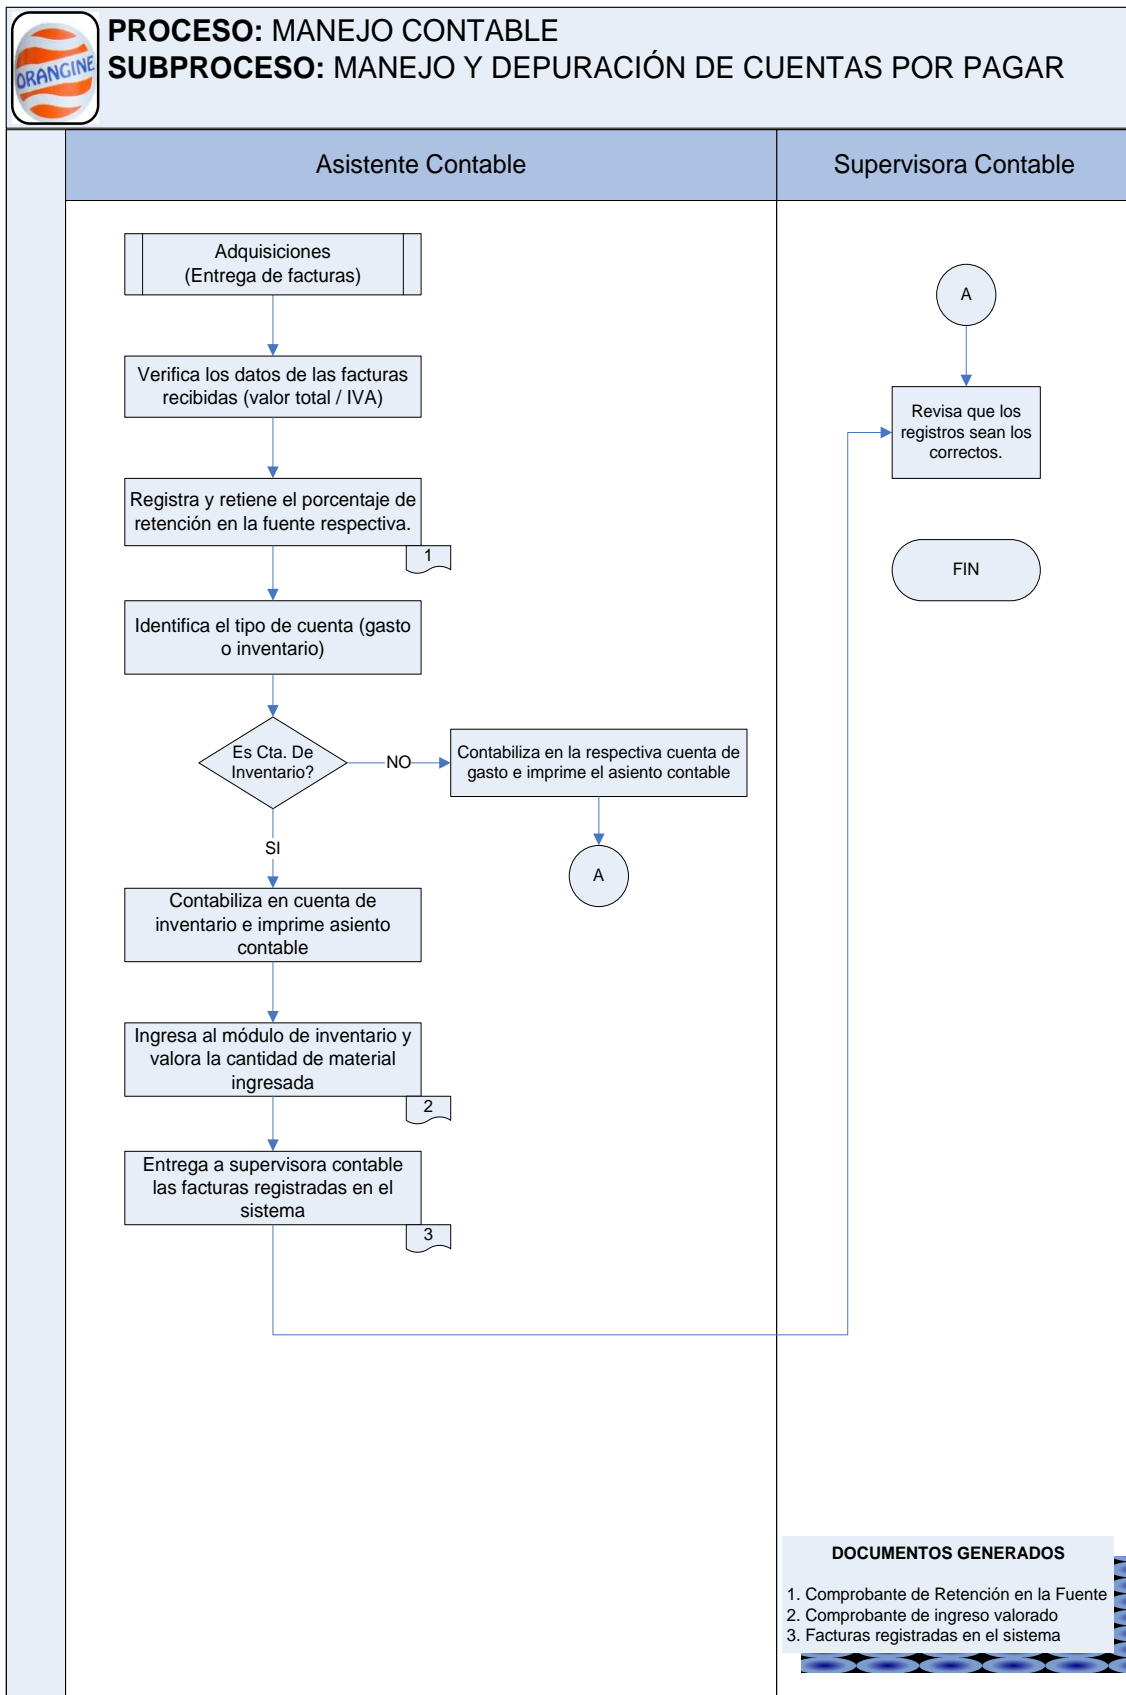 ORANGINE
PROCESO: MANEJO CONTABLE
SUBPROCESO: MANEJO Y DEPURACIÓN DE CUENTAS POR PAGAR
Asistente Contable
Supervisora Contable
Adquisiciones
(Entrega de facturas)
Verifica los datos de las facturas
recibidas (valor total / IVA)
Registra y retiene el porcentaje de
retención en la fuente respectiva.
1
Identifica el tipo de cuenta (gasto
o inventario)
Es Cta. De
Inventario?
NO
Contabiliza en la respectiva cuenta de
gasto e imprime el asiento contable
A
SI
Contabiliza en cuenta de
inventario e imprime asiento
contable
Ingresa al módulo de inventario y
valora la cantidad de material
ingresada
2
Entrega a supervisora contable
las facturas registradas en el
sistema
3
A
Revisa que los
registros sean los
correctos.
FIN
DOCUMENTOS GENERADOS
1. Comprobante de Retención en la Fuente
2. Comprobante de ingreso valorado
3. Facturas registradas en el sistema